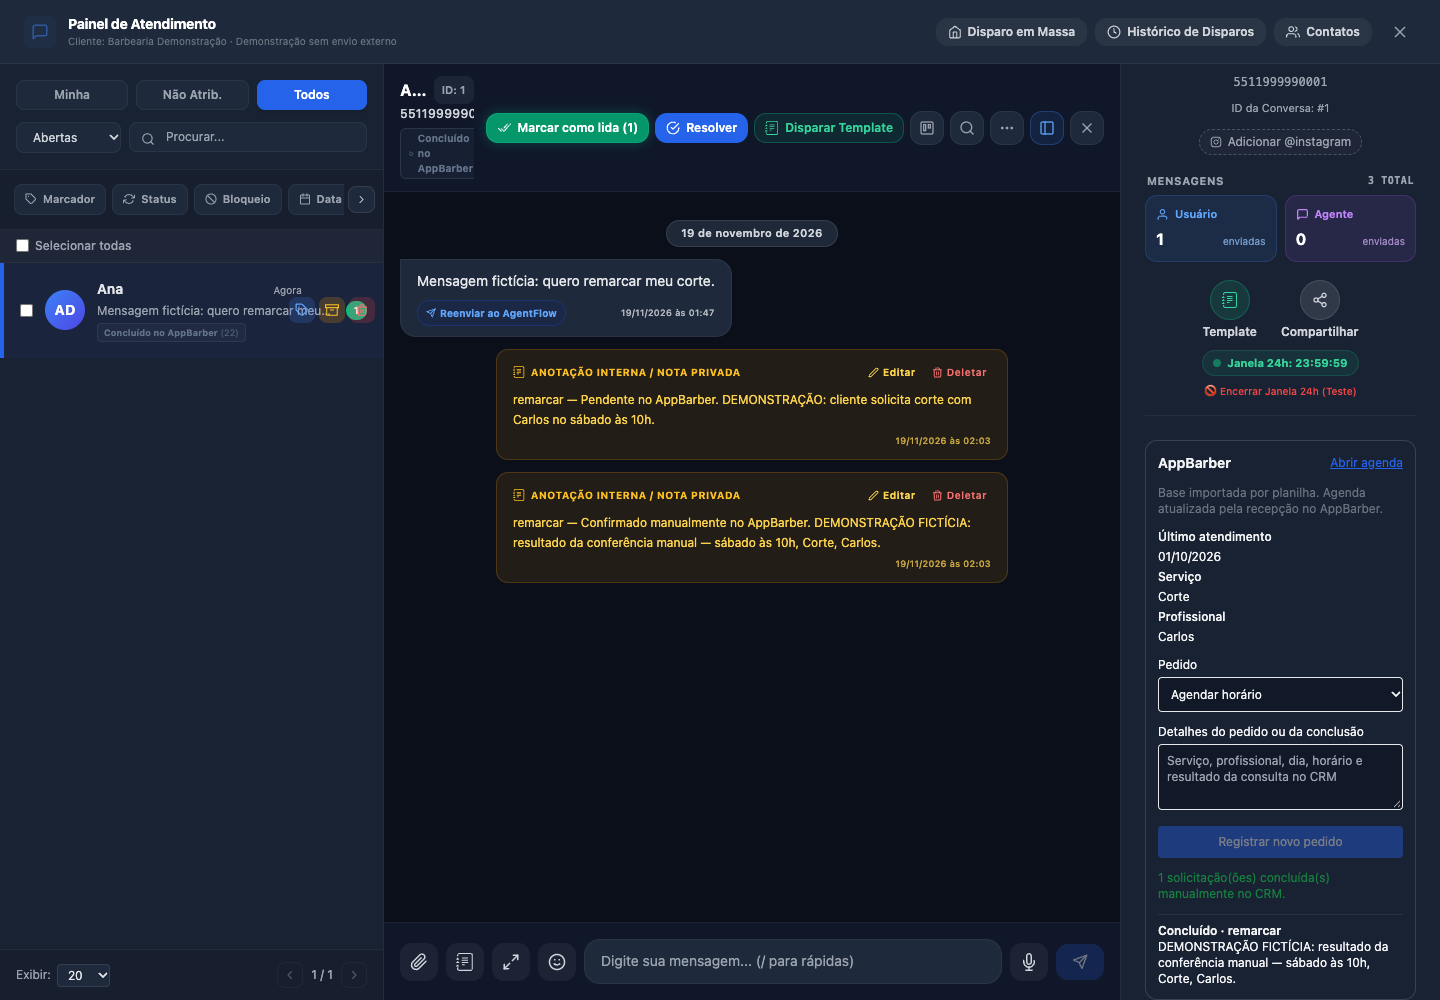 Painel de Atendimento
Cliente: Barbearia Demonstração · Demonstração sem envio externo
Disparo em Massa
Histórico de Disparos
Contatos
Minha
Não Atrib.
Todos
Abertas
Procurar...
Marcador
Status
Bloqueio
Data
Selecionar todas
AD
Ana
Agora
Mensagem fictícia: quero remarcar meu...
1
Concluído no AppBarber (22)
Exibir:
20
1 / 1
A...
ID: 1
5511999990
Concluído
no
AppBarber
Marcar como lida (1)
Resolver
Disparar Template
19 de novembro de 2026
Mensagem fictícia: quero remarcar meu corte.
Reenviar ao AgentFlow
19/11/2026 às 01:47
ANOTAÇÃO INTERNA / NOTA PRIVADA
Editar
Deletar
remarcar — Pendente no AppBarber. DEMONSTRAÇÃO: cliente solicita corte com
Carlos no sábado às 10h.
19/11/2026 às 02:03
ANOTAÇÃO INTERNA / NOTA PRIVADA
Editar
Deletar
remarcar — Confirmado manualmente no AppBarber. DEMONSTRAÇÃO FICTÍCIA:
resultado da conferência manual — sábado às 10h, Corte, Carlos.
19/11/2026 às 02:03
Digite sua mensagem... (/ para rápidas)
5511999990001
ID da Conversa: #1
Adicionar @instagram
MENSAGENS
3 TOTAL
Usuário
1
enviadas
Agente
0
enviadas
Template
Compartilhar
Janela 24h: 23:59:59
Encerrar Janela 24h (Teste)
AppBarber
Abrir agenda
Base importada por planilha. Agenda
atualizada pela recepção no AppBarber.
Último atendimento
01/10/2026
Serviço
Corte
Profissional
Carlos
Pedido
Agendar horário
Detalhes do pedido ou da conclusão
Serviço, profissional, dia, horário e
resultado da consulta no CRM
Registrar novo pedido
1 solicitação(ões) concluída(s)
manualmente no CRM.
Concluído · remarcar
DEMONSTRAÇÃO FICTÍCIA: resultado da
conferência manual — sábado às 10h,
Corte, Carlos.